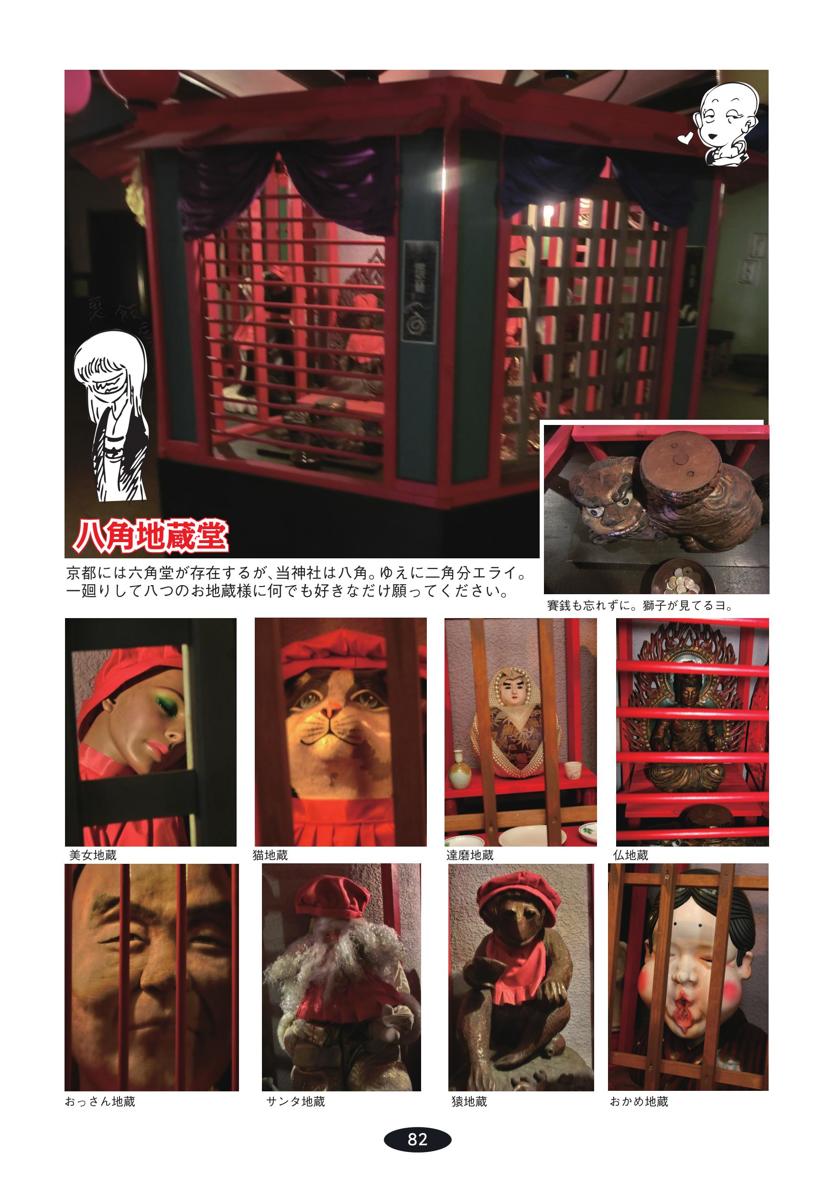 八角地蔵堂
京都には六角堂が存在するが、当神社は八角。ゆえに二角分エライ。
一廻りして八つのお地蔵様に何でも好きなだけ願ってください。
賽銭も忘れずに。獅子が見てるヨ。
美女地蔵
猫地蔵
達磨地蔵
仏地蔵
おっさん地蔵
サンタ地蔵
猿地蔵
おかめ地蔵
82